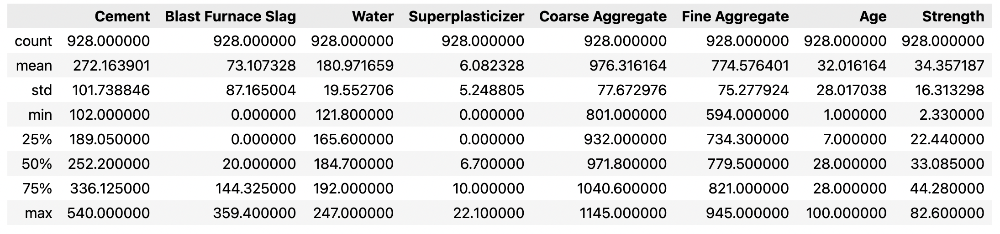 Cement Blast Furnace Slag Water Superplasticizer Coarse Aggregate Fine Aggregate Age Strength
count 928.000000 928.000000 928.000000 928.000000 928.000000 928.000000 928.000000 928.000000
mean 272.163901 73.107328 180.971659 6.082328 976.316164 774.576401 32.016164 34.357187
std 101.738846 87.165004 19.552706 5.248805 77.672976 75.277924 28.017038 16.313298
min 102.000000 0.000000 121.800000 0.000000 801.000000 594.000000 1.000000 2.330000
25% 189.050000 0.000000 165.600000 0.000000 932.000000 734.300000 7.000000 22.440000
50% 252.200000 20.000000 184.700000 6.700000 971.800000 779.500000 28.000000 33.085000
75% 336.125000 144.325000 192.000000 10.000000 1040.600000 821.000000 28.000000 44.280000
max 540.000000 359.400000 247.000000 22.100000 1145.000000 945.000000 100.000000 82.600000